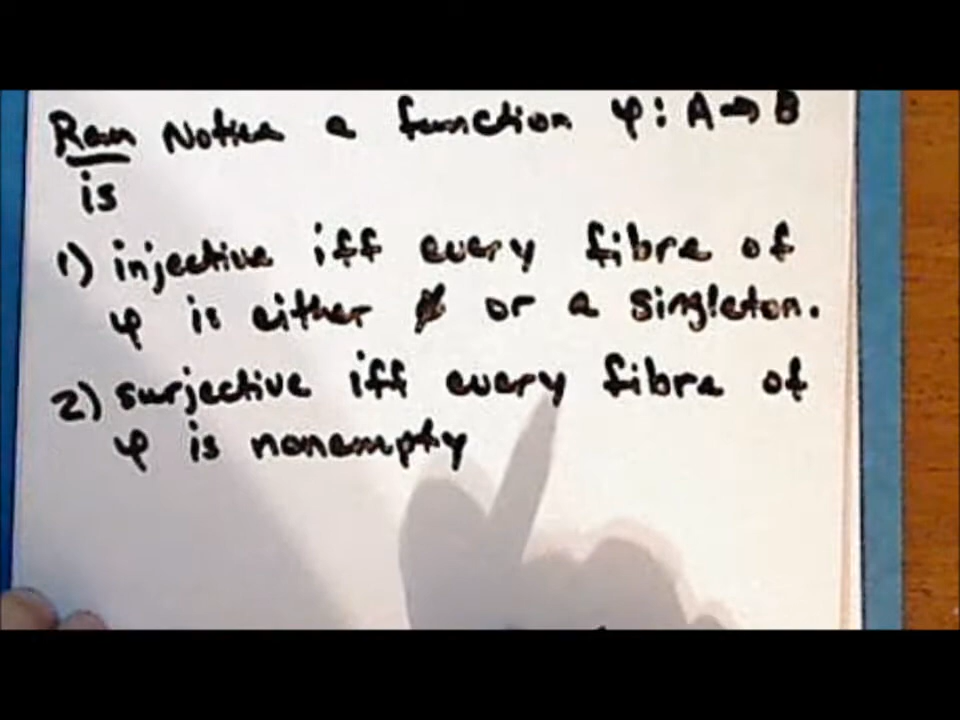 Rem Notice a function φ: A → B
is
1) injective iff every fibre of
φ is either ∅ or a singleton.
2) surjective iff every fibre of
φ is nonempty